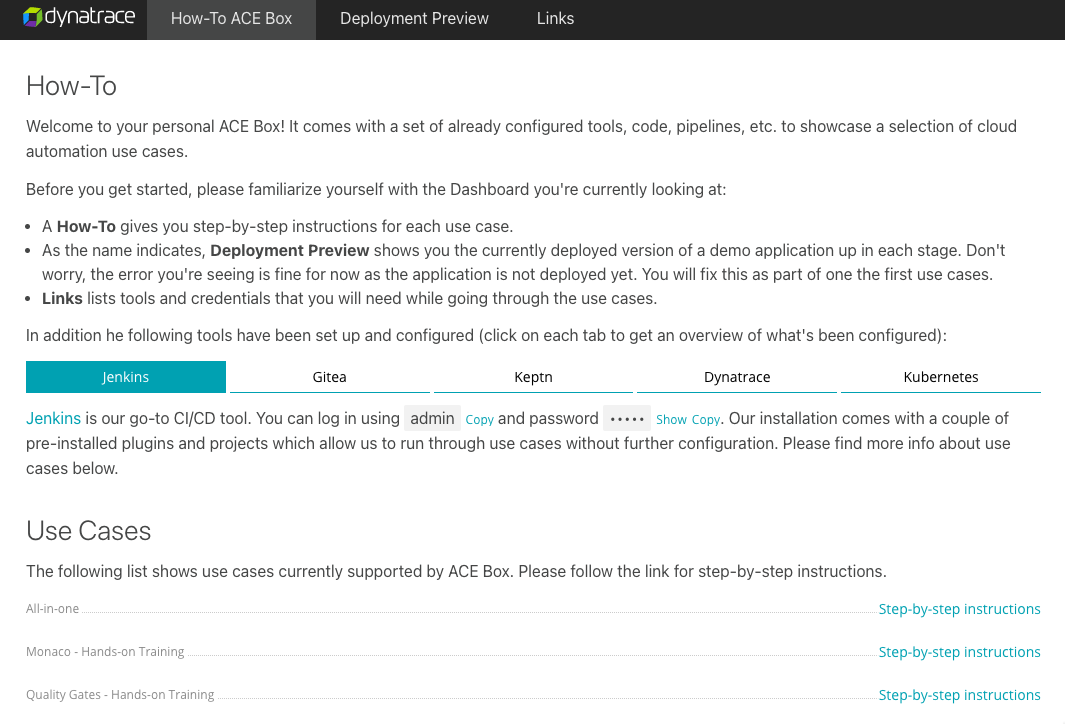 dynatrace How-To ACE Box Deployment Preview Links
How-To
Welcome to your personal ACE Box! It comes with a set of already configured tools, code, pipelines, etc. to showcase a selection of cloud
automation use cases.
Before you get started, please familiarize yourself with the Dashboard you're currently looking at:
• A How-To gives you step-by-step instructions for each use case.
• As the name indicates, Deployment Preview shows you the currently deployed version of a demo application up in each stage. Don't
worry, the error you're seeing is fine for now as the application is not deployed yet. You will fix this as part of one the first use cases.
• Links lists tools and credentials that you will need while going through the use cases.
In addition he following tools have been set up and configured (click on each tab to get an overview of what's been configured):
Jenkins Gitea Keptn Dynatrace Kubernetes
Jenkins is our go-to CI/CD tool. You can log in using admin Copy and password ••••• Show Copy. Our installation comes with a couple of
pre-installed plugins and projects which allow us to run through use cases without further configuration. Please find more info about use
cases below.
Use Cases
The following list shows use cases currently supported by ACE Box. Please follow the link for step-by-step instructions.
All-in-one Step-by-step instructions
Monaco - Hands-on Training Step-by-step instructions
Quality Gates - Hands-on Training Step-by-step instructions